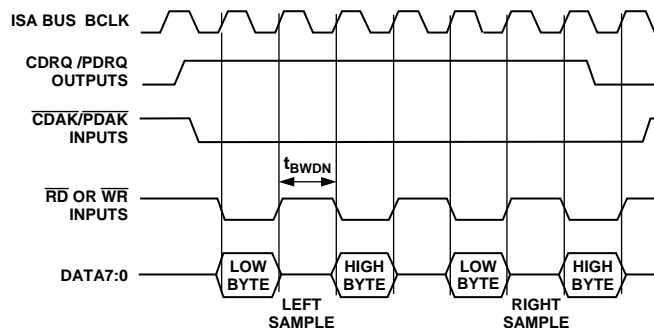 ISA BUS BCLK
CDRQ /PDRQ
OUTPUTS
CDAK/PDAK
INPUTS
tBWDN
RD OR WR
INPUTS
DATA7:0
LOW
BYTE
HIGH
BYTE
LOW
BYTE
HIGH
BYTE
LEFT
SAMPLE
RIGHT
SAMPLE